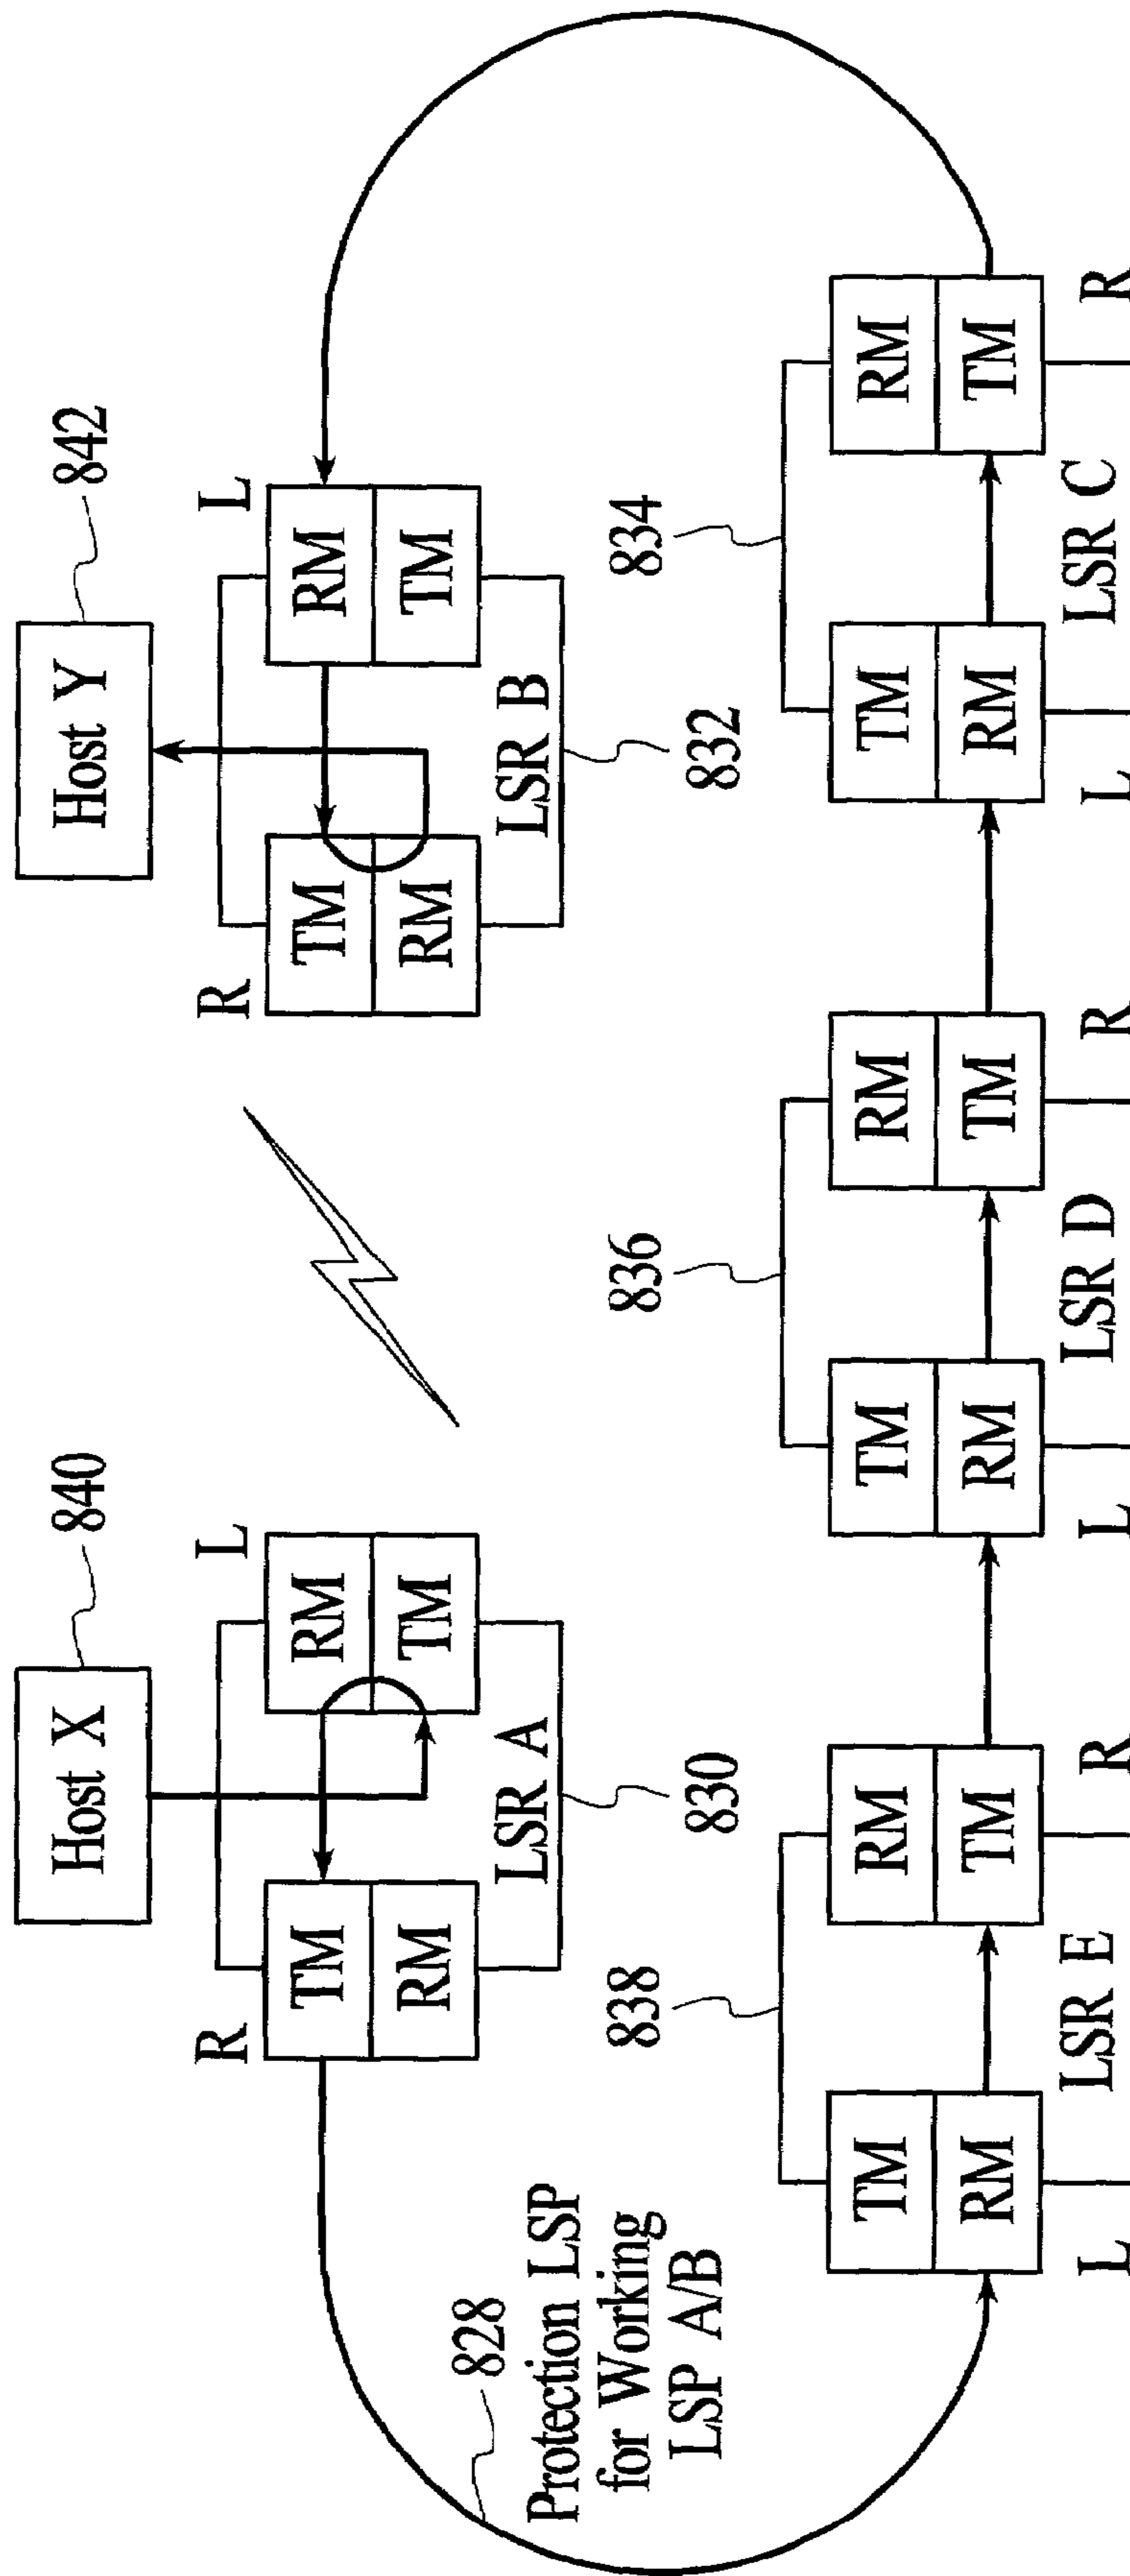 Host X
840
Host Y
842
R
L
R
L
TM
RM
RM
TM
TM
RM
RM
TM
LSR A
LSR B
830
832
828
Protection LSP
for Working
LSP A/B
838
836
834
TM
RM
RM
TM
TM
RM
RM
TM
TM
RM
RM
TM
L
LSR E
R
L
LSR D
R
L
LSR C
R